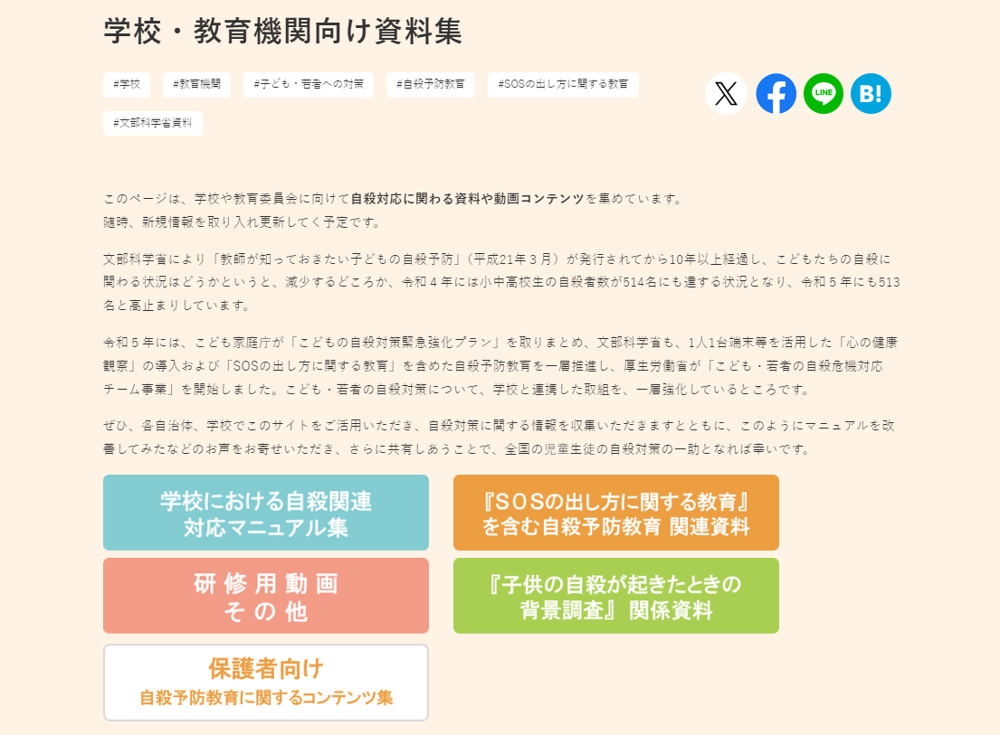 学校・教育機関向け資料集
#学校 #教育機関 #子ども・若者への対策 #自殺予防教育 #SOSの出し方に関する教育
#文部科学省資料
X f LINE B!
このページは、学校や教育委員会に向けて自殺対応に関わる資料や動画コンテンツを集めています。
随時、新規情報を取り入れ更新してく予定です。
文部科学省により「教師が知っておきたい子どもの自殺予防」（平成21年３月）が発行されてから10年以上経過し、こどもたちの自殺に
関わる状況はどうかというと、減少するどころか、令和４年には小中高校生の自殺者数が514名にも達する状況となり、令和５年にも513
名と高止まりしています。
令和５年には、こども家庭庁が「こどもの自殺対策緊急強化プラン」を取りまとめ、文部科学省も、1人1台端末等を活用した「心の健康
観察」の導入および「SOSの出し方に関する教育」を含めた自殺予防教育を一層推進し、厚生労働省が「こども・若者の自殺危機対応
チーム事業」を開始しました。こども・若者の自殺対策について、学校と連携した取組を、一層強化しているところです。
ぜひ、各自治体、学校でこのサイトをご活用いただき、自殺対策に関する情報を収集いただきますとともに、このようにマニュアルを改
善してみたなどのお声をお寄せいただき、さらに共有しあうことで、全国の児童生徒の自殺対策の一助となれば幸いです。
学校における自殺関連
対応マニュアル集
『ＳＯＳの出し方に関する教育』
を含む自殺予防教育 関連資料
研修用動画
その他
『子供の自殺が起きたときの
背景調査』 関係資料
保護者向け
自殺予防教育に関するコンテンツ集